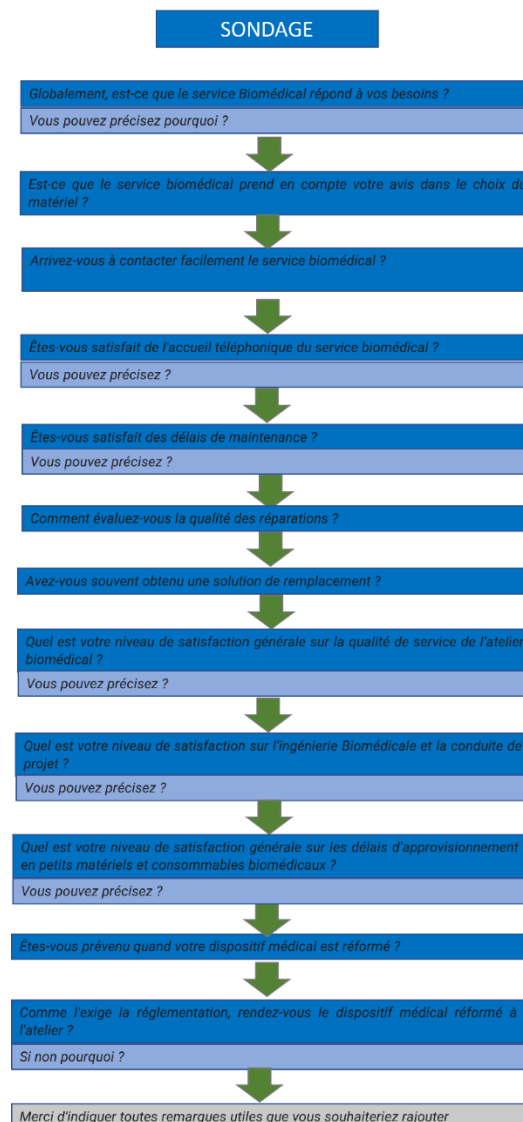 SONDAGE
Globalement, est-ce que le service Biomédical répond à vos besoins ?
Vous pouvez précisez pourquoi ?
Est-ce que le service biomédical prend en compte votre avis dans le choix du
matériel ?
Arrivez-vous à contacter facilement le service biomédical ?
Êtes-vous satisfait de l'accueil téléphonique du service biomédical ?
Vous pouvez précisez ?
Êtes-vous satisfait des délais de maintenance ?
Vous pouvez précisez ?
Comment évaluez-vous la qualité des réparations ?
Avez-vous souvent obtenu une solution de remplacement ?
Quel est votre niveau de satisfaction générale sur la qualité de service de l'atelier
biomédical ?
Vous pouvez précisez ?
Quel est votre niveau de satisfaction sur l'ingénierie Biomédicale et la conduite de
projet ?
Vous pouvez précisez ?
Quel est votre niveau de satisfaction générale sur les délais d'approvisionnement
en petits matériels et consommables biomédicaux ?
Vous pouvez précisez ?
Êtes-vous prévenu quand votre dispositif médical est réformé ?
Comme l'exige la réglementation, rendez-vous le dispositif médical réformé à
l'atelier ?
Si non pourquoi ?
Merci d'indiquer toutes remarques utiles que vous souhaiteriez rajouter